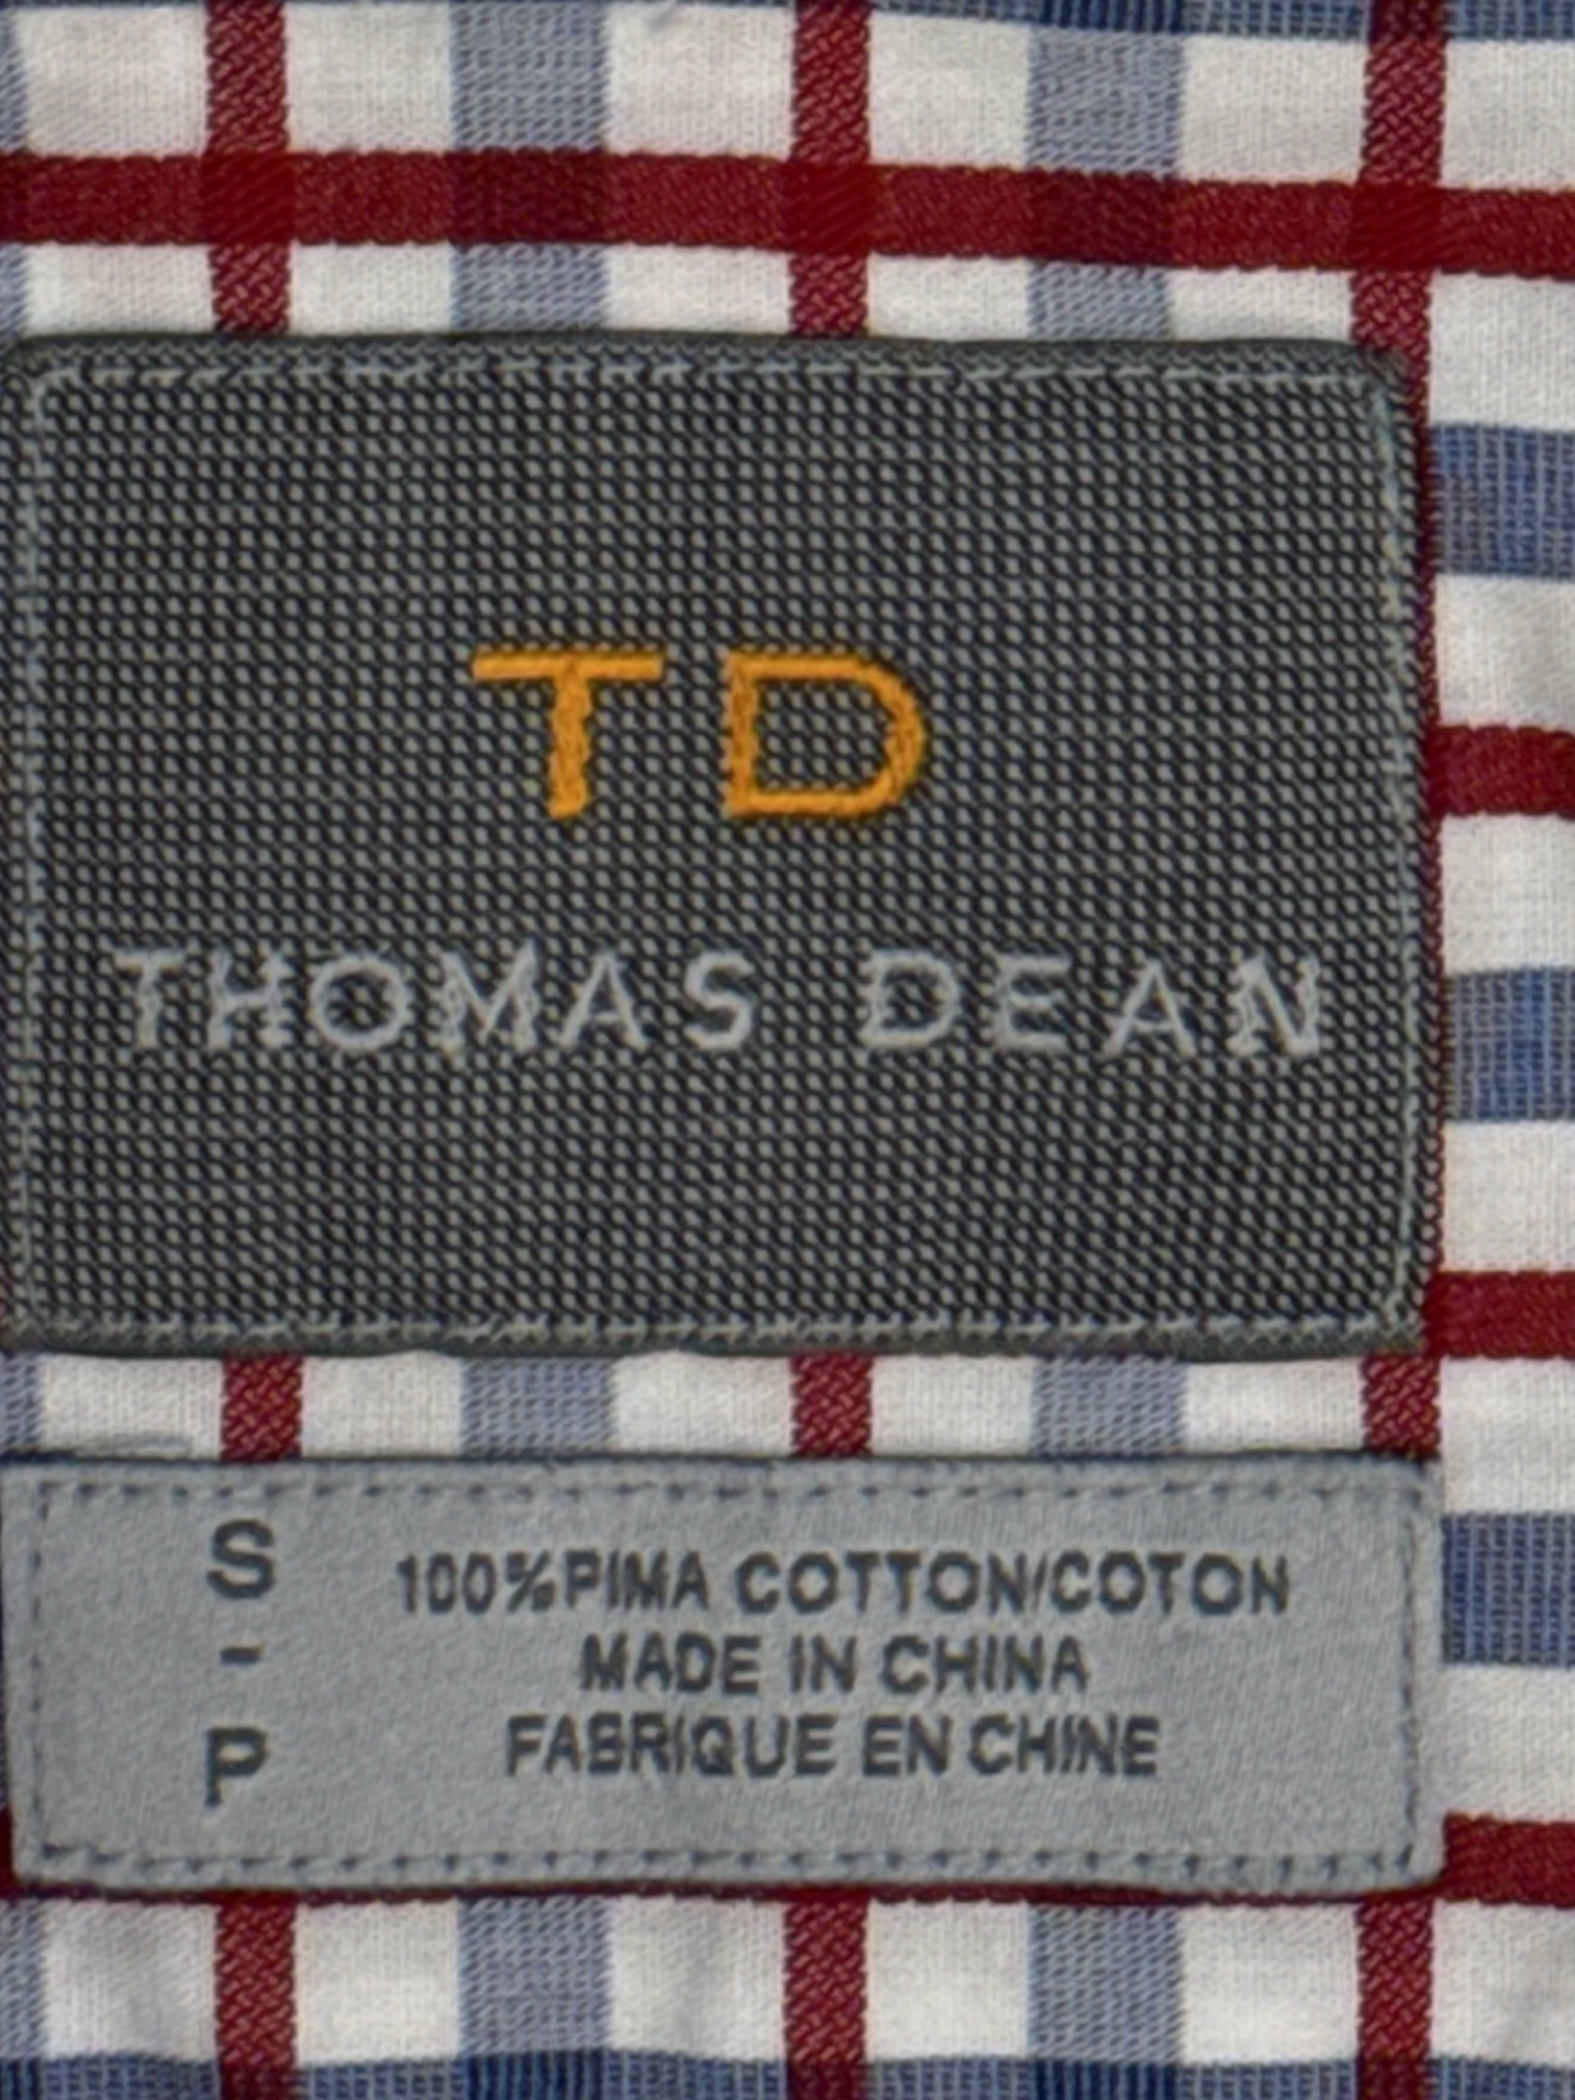 TD
THOMAS DEAN
S
-
P
100%PIMA COTTON/COTON
MADE IN CHINA
FABRIQUE EN CHINE